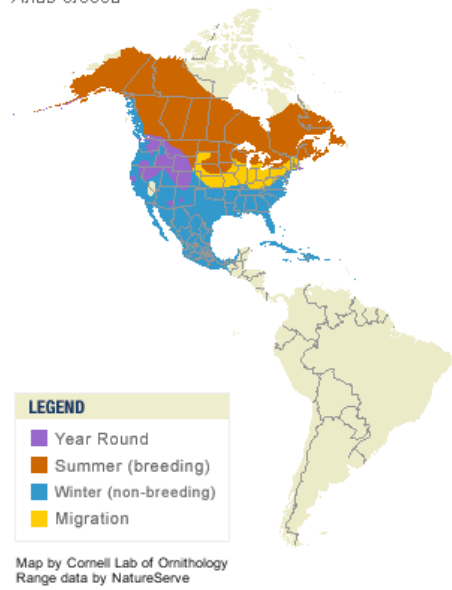 LEGEND
Year Round
Summer (breeding)
Winter (non-breeding)
Migration
Map by Cornell Lab of Ornithology
Range data by NatureServe